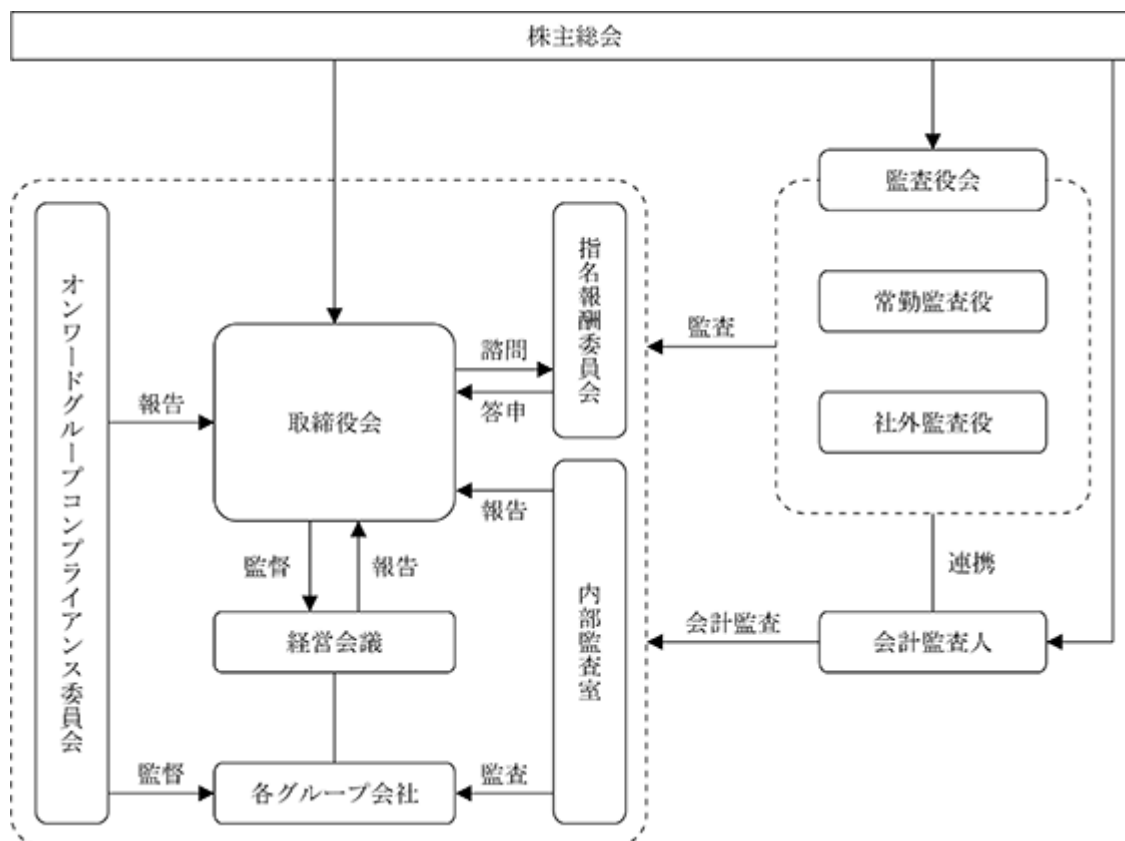 株主総会
監査役会
常勤監査役
社外監査役
監査
連携
会計監査人
会計監査
指名報酬委員会
諮問
答申
取締役会
報告
オンワードグループコンプライアンス委員会
報告
内部監査室
監督
報告
経営会議
監督
各グループ会社
監査